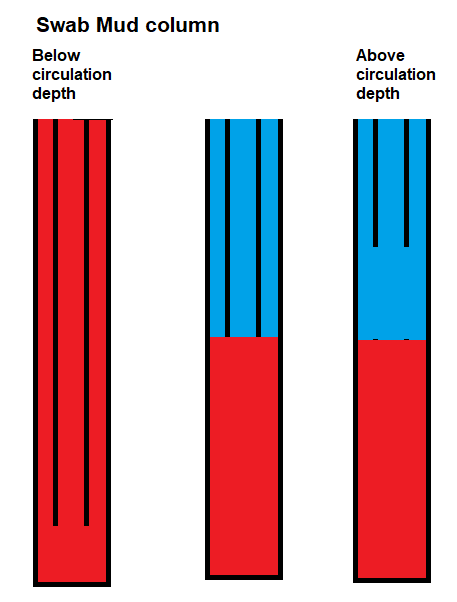 Swab Mud column
Below
circulation
depth
Above
circulation
depth